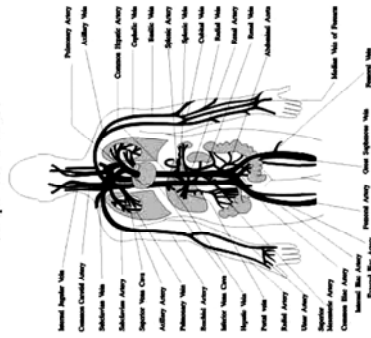 Pulmonary Artery
Axillary Vein
Common Hepatic Artery
Cephalic Vein
Basilic Vein
Splenic Artery
Splenic Vein
Cubital Vein
Radial Vein
Renal Artery
Renal Vein
Abdominal Aorta
Median Vein of Forearm
Femoral Vein
Great Saphenous Vein
Femoral Artery
Internal Jugular Vein
Common Carotid Artery
Subclavian Vein
Subclavian Artery
Superior Vena Cava
Axillary Artery
Pulmonary Vein
Brachial Artery
Inferior Vena Cava
Hepatic Vein
Portal vein
Radial Artery
Ulnar Artery
Superior
Mesenteric Artery
Common Iliac Artery
Internal Iliac Artery